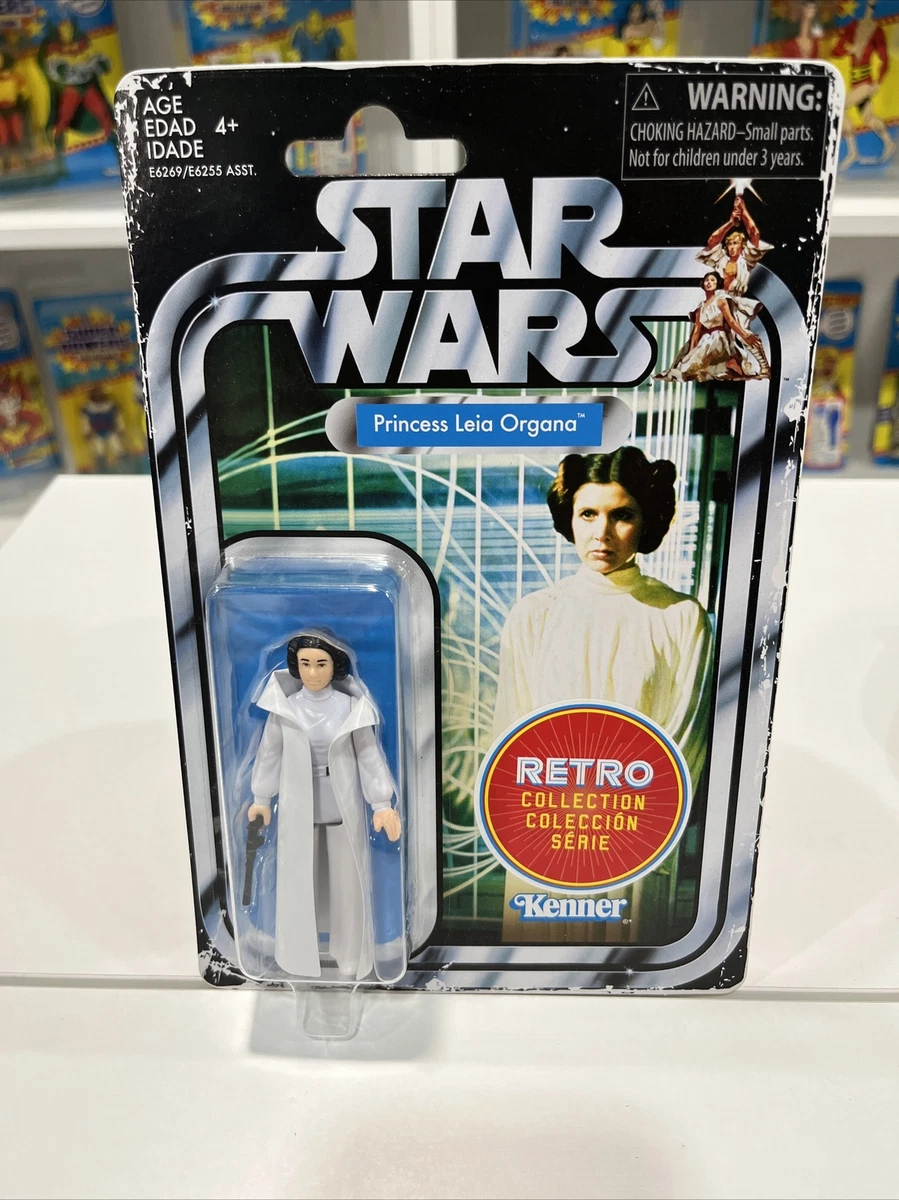 AGE
EDAD 4+
IDADE
E6269/E6255 ASST.
⚠ WARNING:
CHOKING HAZARD–Small parts.
Not for children under 3 years.
STAR
WARS
™
Princess Leia Organa™
RETRO
COLLECTION
COLECCIÓN
SÉRIE
Kenner®